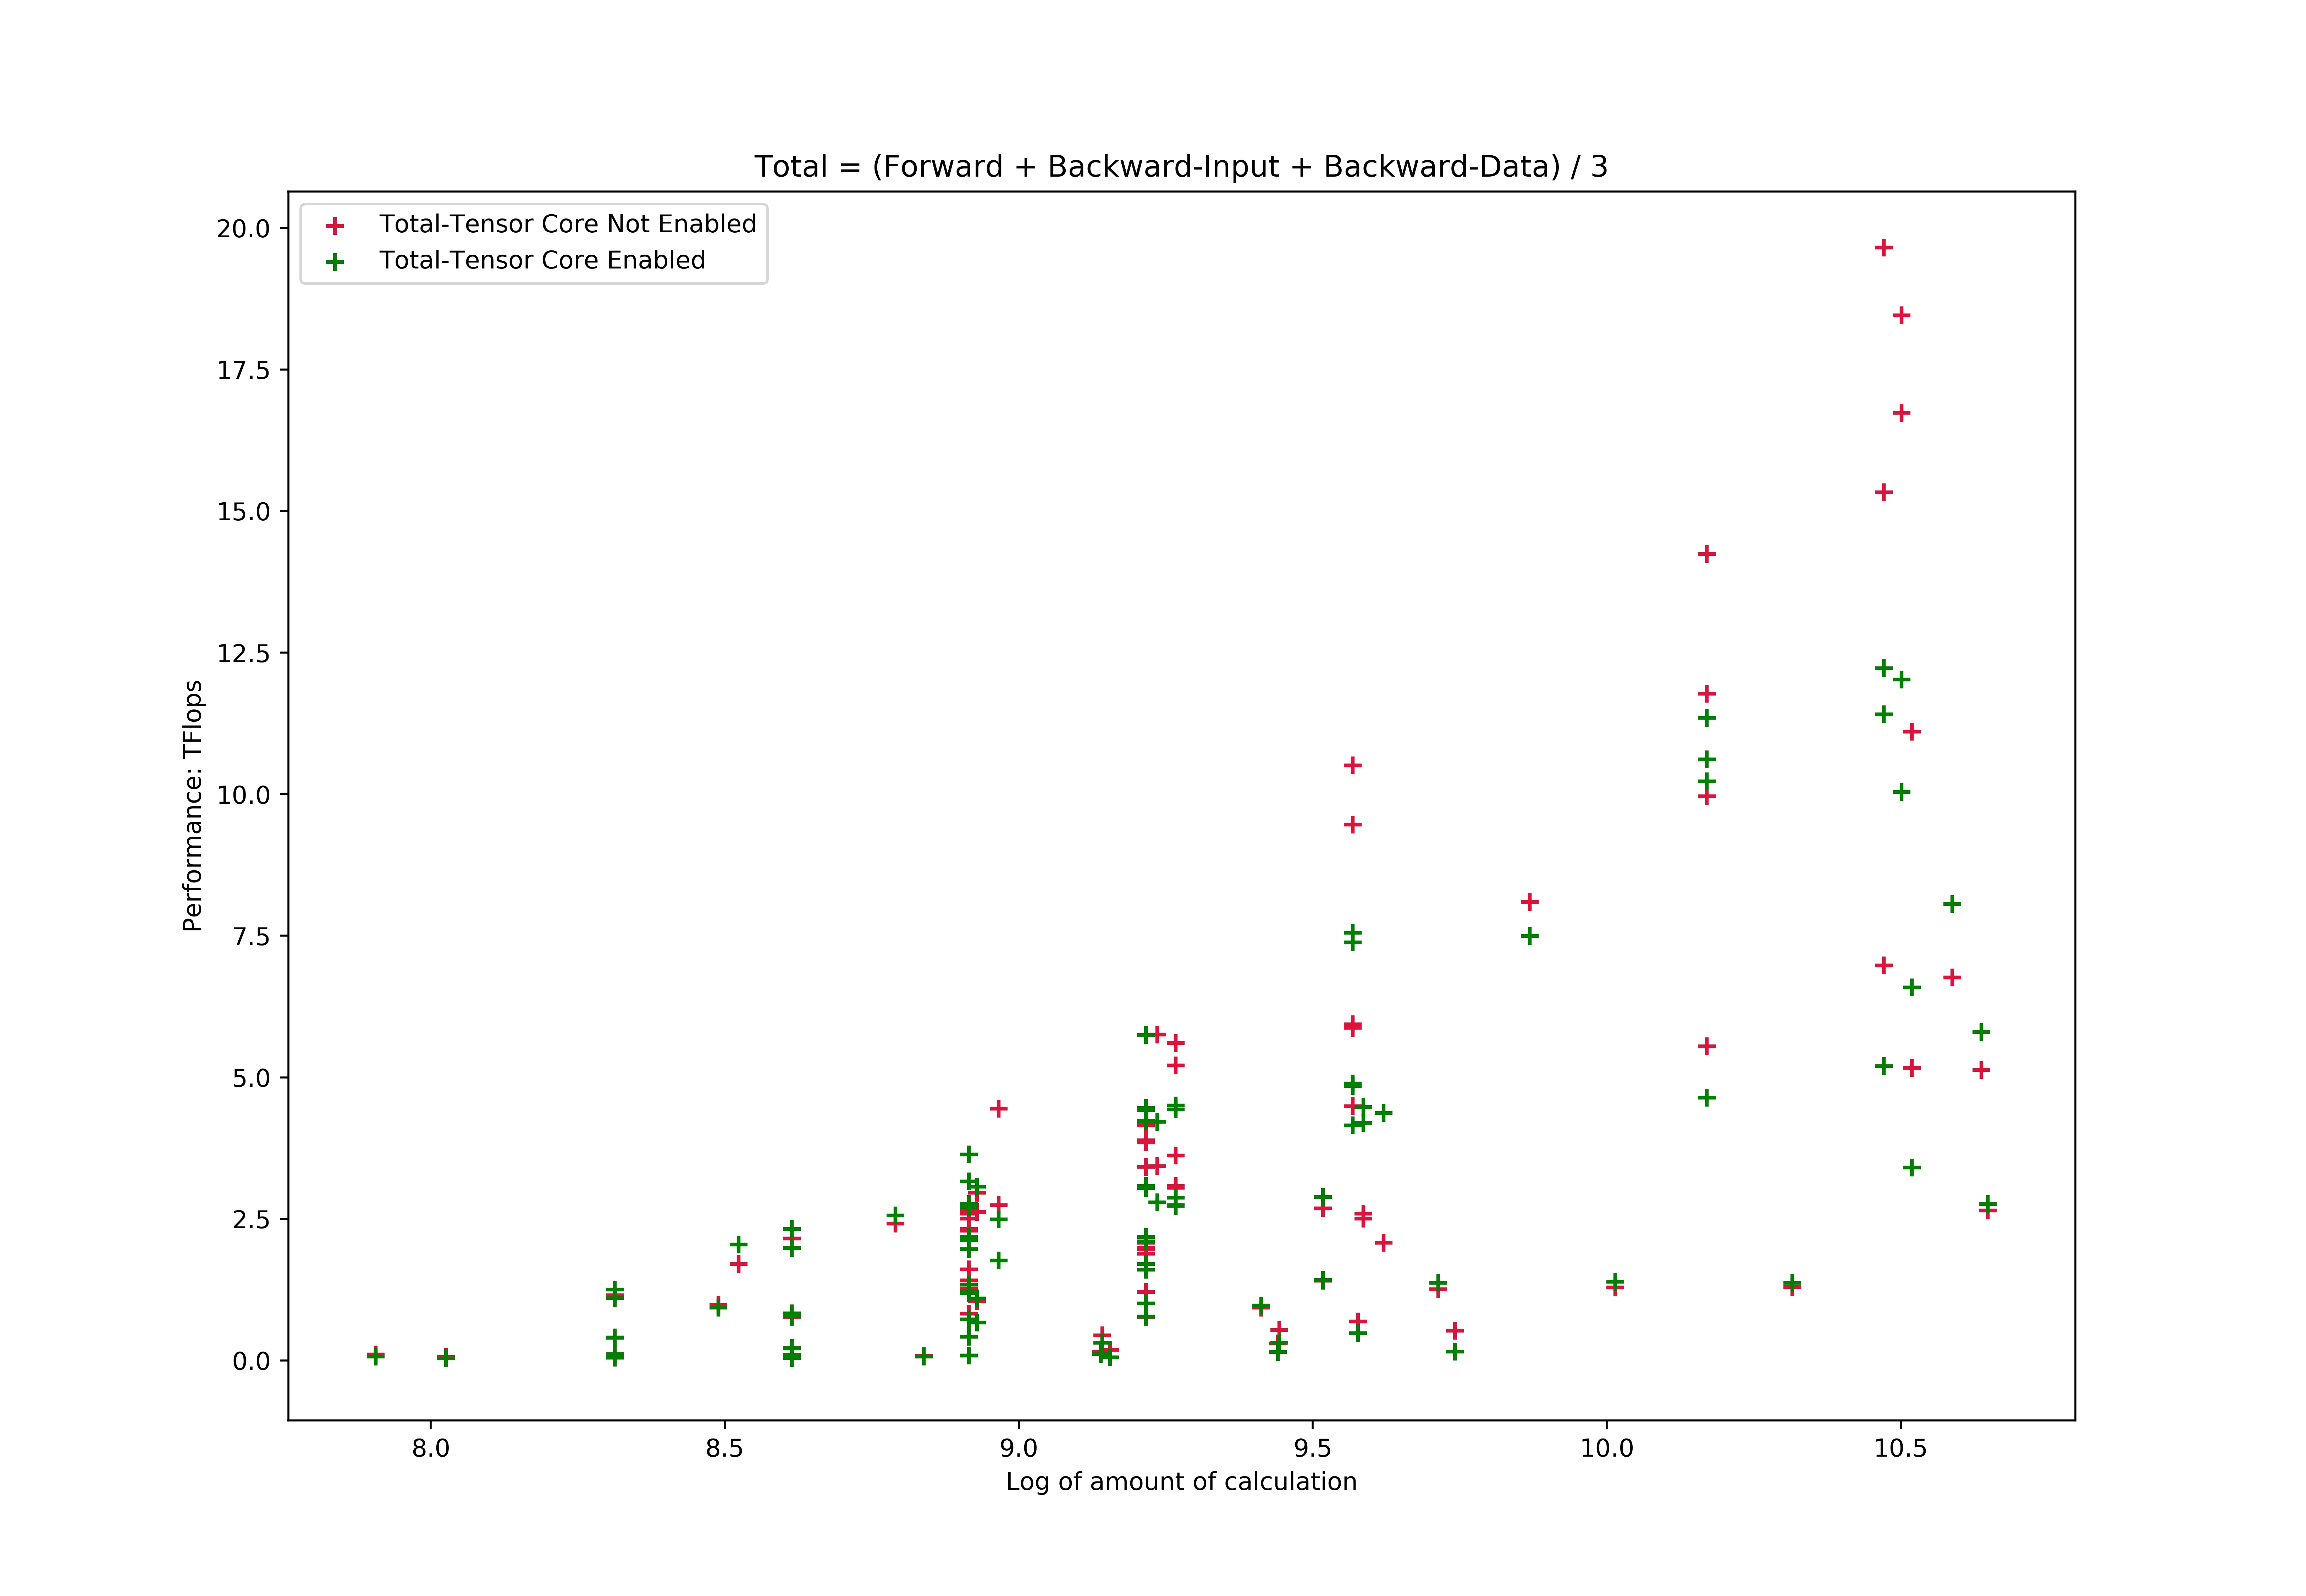 Total = (Forward + Backward-Input + Backward-Data) / 3
Total-Tensor Core Not Enabled
Total-Tensor Core Enabled
20.0
17.5
15.0
12.5
10.0
7.5
5.0
2.5
0.0
Performance: TFlops
8.0 8.5 9.0 9.5 10.0 10.5
Log of amount of calculation